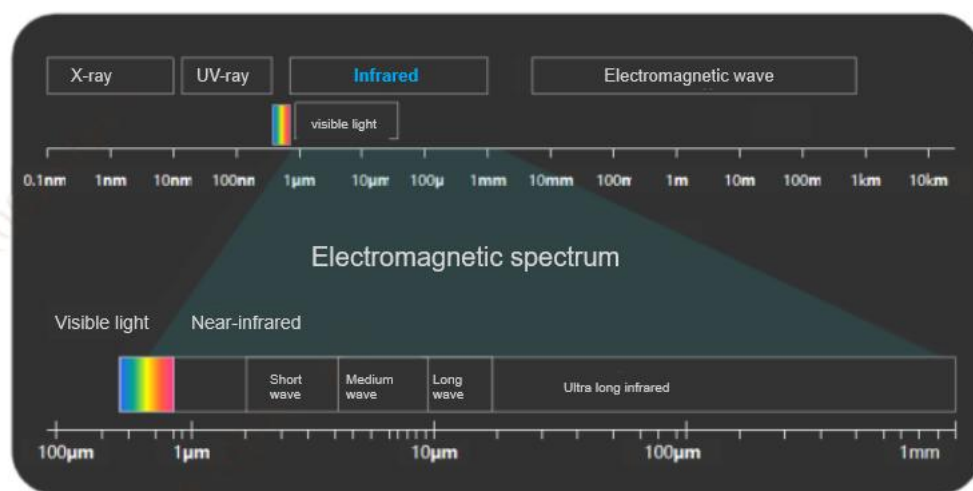 X-ray UV-ray Infrared Electromagnetic wave
visible light
0.1nm 1nm 10nm 100nn 1μm 10μm 100μ 1mm 10mm 100n 1m 10m 100m 1km 10km
Electromagnetic spectrum
Visible light Near-infrared
Short wave Medium wave Long wave Ultra long infrared
100μm 1μm 10μm 100μm 1mm